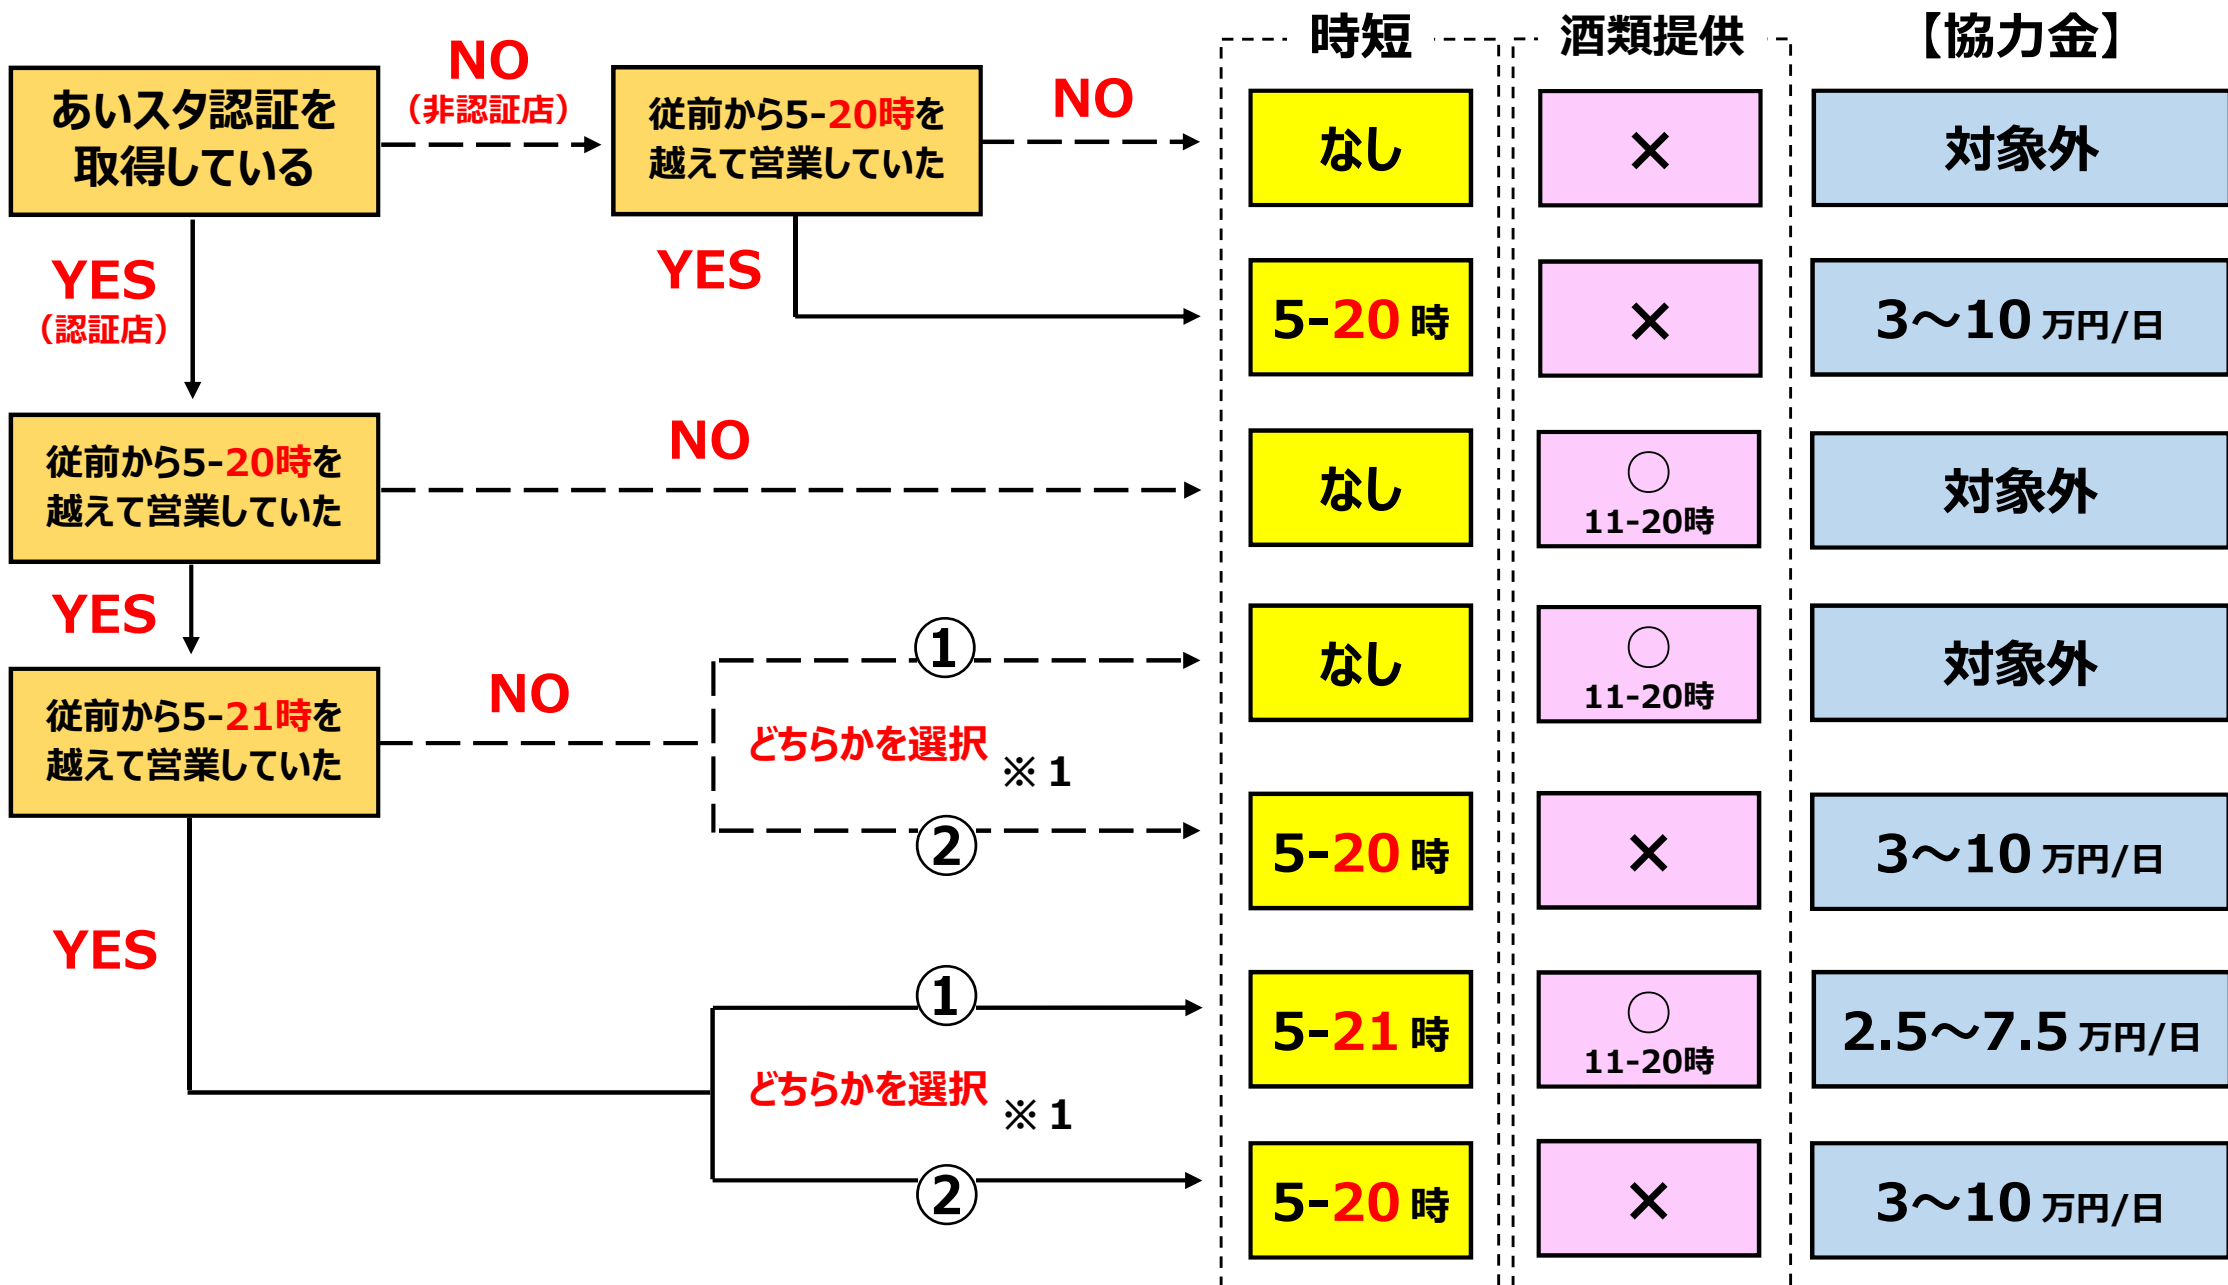 時短
酒類提供
【協力金】
あいスタ認証を
取得している
NO
（非認証店）
従前から5-20時を
越えて営業していた
NO
なし
×
対象外
YES
（認証店）
YES
5-20 時
×
3～10 万円/日
従前から5-20時を
越えて営業していた
NO
なし
○
11-20時
対象外
YES
従前から5-21時を
越えて営業していた
NO
①
どちらかを選択 ※１
②
なし
○
11-20時
対象外
5-20 時
×
3～10 万円/日
YES
①
どちらかを選択 ※１
②
5-21 時
○
11-20時
2.5～7.5 万円/日
5-20 時
×
3～10 万円/日